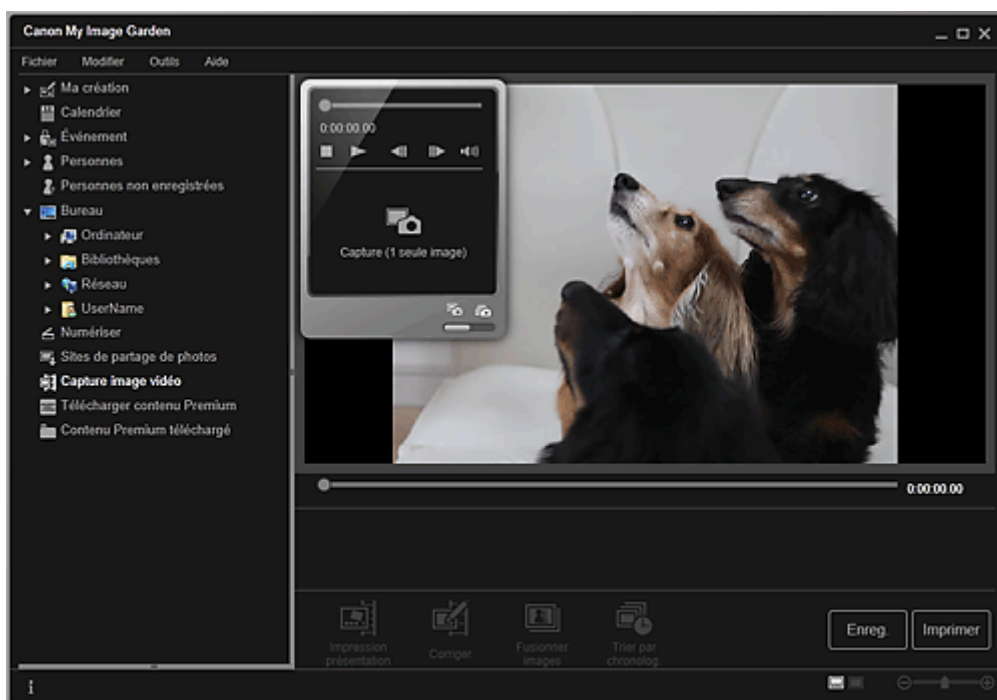 Canon My Image Garden
Fichier Modifier Outils Aide
Ma création
Calendrier
Événement
Personnes
Personnes non enregistrées
Bureau
Ordinateur
Bibliothèques
Réseau
UserName
Numériser
Sites de partage de photos
Capture image vidéo
Télécharger contenu Premium
Contenu Premium téléchargé
0:00:00.00
Capture (1 seule image)
0:00:00.00
Impression
présentation
Corriger
Fusionner
images
Trier par
chronolog.
Enreg.
Imprimer